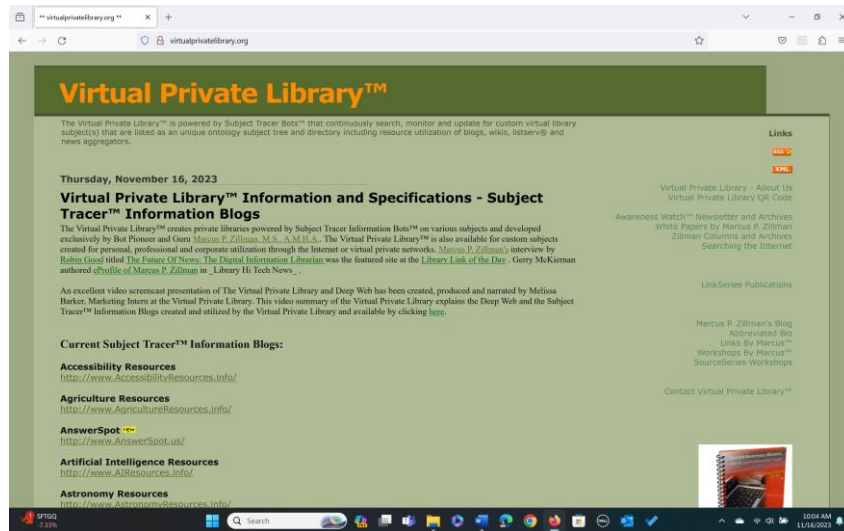 ** virtualprivatelibrary.org **
virtualprivatelibrary.org
Virtual Private Library™
The Virtual Private Library™ is powered by Subject Tracer Bots™ that continuously search, monitor and update for custom virtual library
subject(s) that are listed as an unique ontology subject tree and directory including resource utilization of blogs, wikis, listserv® and
news aggregators.
Links
RSS
XML
Thursday, November 16, 2023
Virtual Private Library™ Information and Specifications - Subject
Tracer™ Information Blogs
The Virtual Private Library™ creates private libraries powered by Subject Tracer Information Bots™ on various subjects and developed
exclusively by Bot Pioneer and Guru Marcus P. Zillman, M.S., A.M.H.A.. The Virtual Private Library™ is also available for custom subjects
created for personal, professional and corporate utilization through the Internet or virtual private networks. Marcus P. Zillman's interview by
Robin Good titled The Future Of News: The Digital Information Librarian was the featured site at the Library Link of the Day . Gerry McKiernan
authored eProfile of Marcus P. Zillman in _Library Hi Tech News_ .
An excellent video screencast presentation of The Virtual Private Library and Deep Web has been created, produced and narrated by Melissa
Barker, Marketing Intern at the Virtual Private Library. This video summary of the Virtual Private Library explains the Deep Web and the Subject
Tracer™ Information Blogs created and utilized by the Virtual Private Library and available by clicking here.
Current Subject Tracer™ Information Blogs:
Accessibility Resources
http://www.AccessibilityResources.info/
Agriculture Resources
http://www.AgricultureResources.info/
AnswerSpot NEW
http://www.AnswerSpot.us/
Artificial Intelligence Resources
http://www.AIResources.info/
Astronomy Resources
http://www.AstronomyResources.info/
Virtual Private Library - About Us
Virtual Private Library QR Code
Awareness Watch™ Newsletter and Archives
White Papers by Marcus P. Zillman
Zillman Columns and Archives
Searching the Internet
LinkSeries Publications
Marcus P. Zillman's Blog
Abbreviated Bio
Links By Marcus™
Workshops By Marcus™
SourceSeries Workshops
Contact Virtual Private Library™
SFTGQ
-7.33%
Search
10:04 AM
11/16/2023